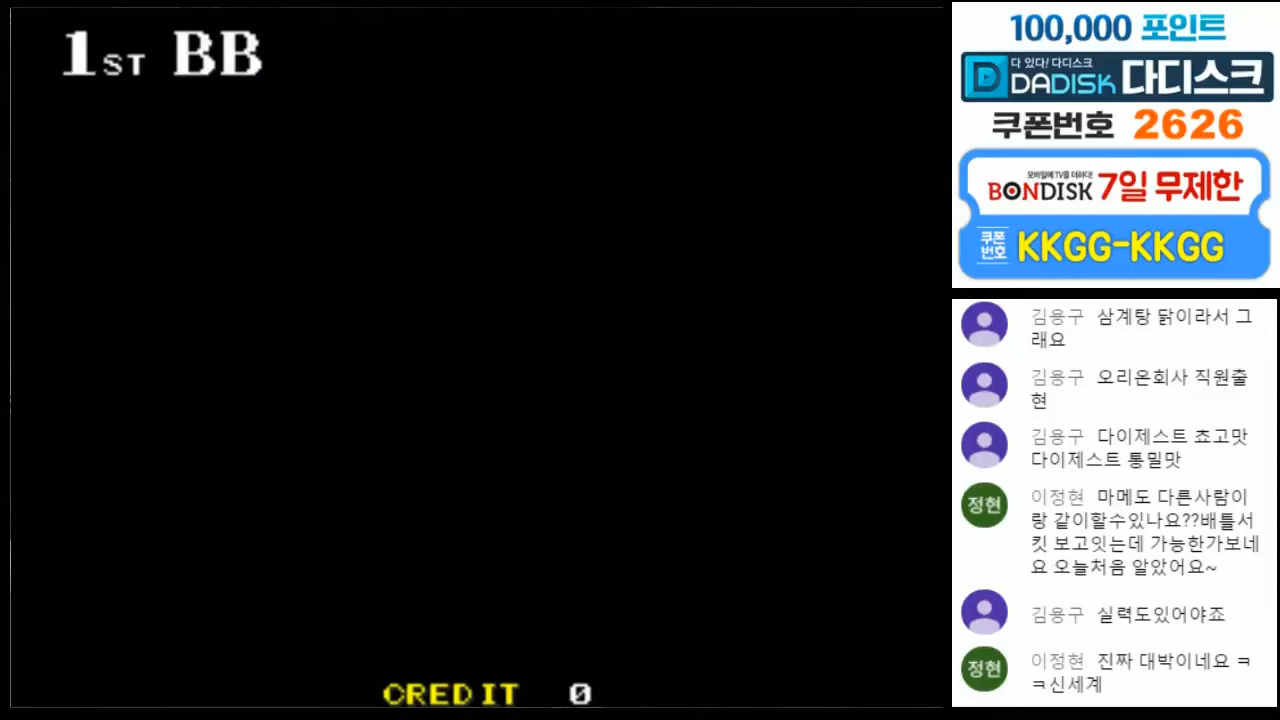 1ST BB
CREDIT 0
100,000 포인트
다 있다! 다디스크
DADISK 다디스크
쿠폰번호 2626
모바일에 TV를 더하다!
BONDISK 7일 무제한
쿠폰
번호 KKGG-KKGG
김용구 삼계탕 닭이라서 그
래요
김용구 오리온회사 직원출
현
김용구 다이제스트 쵸고맛
다이제스트 통밀맛
정현 이정현 마메도 다른사람이
랑 같이할수있나요??배틀서
킷 보고잇는데 가능한가보네
요 오늘처음 알았어요~
김용구 실력도있어야죠
정현 이정현 진짜 대박이네요 ㅋ
ㅋ신세계